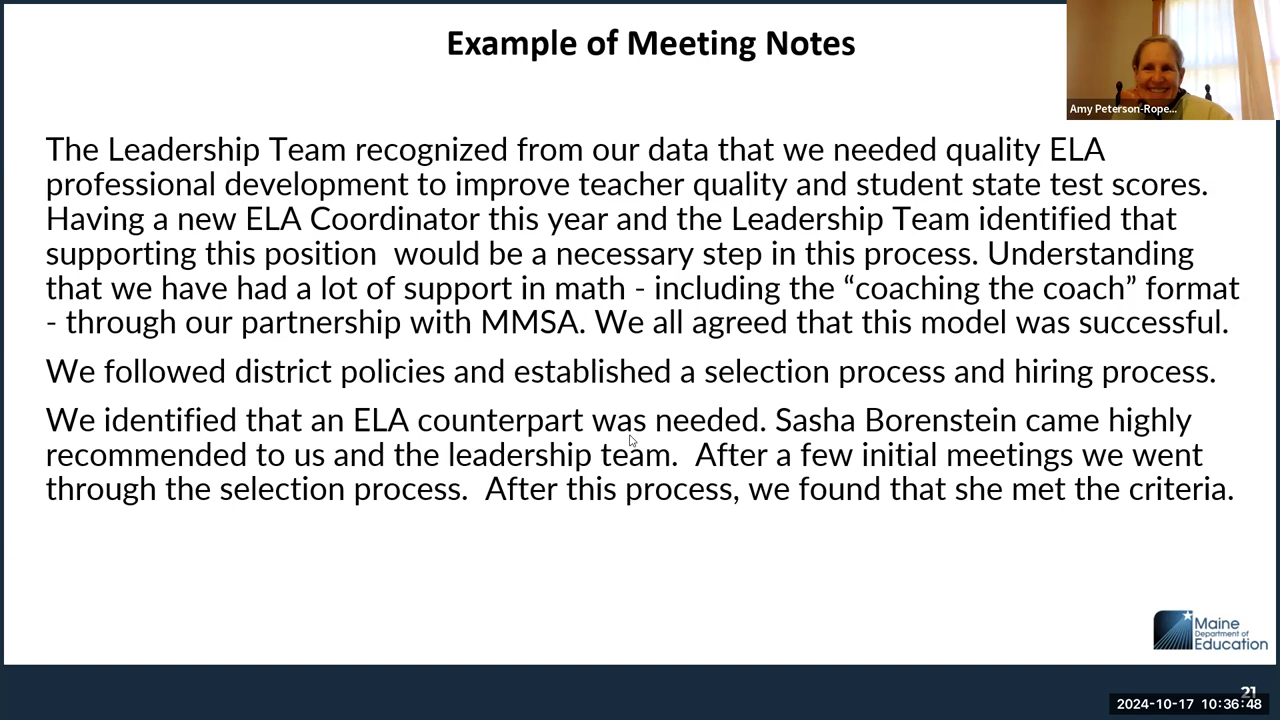 Example of Meeting Notes
Amy Peterson-Rope...
The Leadership Team recognized from our data that we needed quality ELA
professional development to improve teacher quality and student state test scores.
Having a new ELA Coordinator this year and the Leadership Team identified that
supporting this position  would be a necessary step in this process. Understanding
that we have had a lot of support in math - including the “coaching the coach” format
- through our partnership with MMSA. We all agreed that this model was successful.
We followed district policies and established a selection process and hiring process.
We identified that an ELA counterpart was needed. Sasha Borenstein came highly
recommended to us and the leadership team.  After a few initial meetings we went
through the selection process.  After this process, we found that she met the criteria.
Maine
Department of
Education
21
2024-10-17 10:36:48